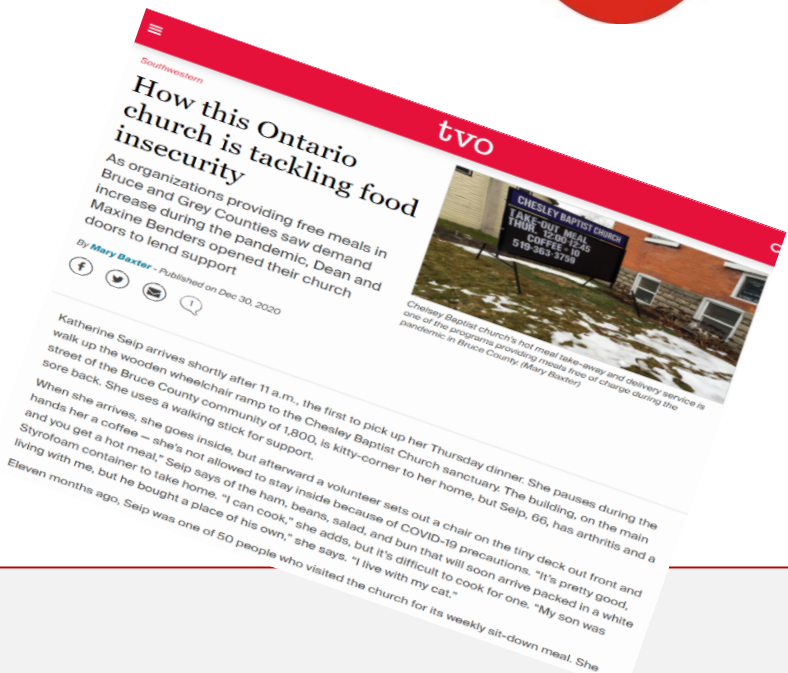 tvo
Southwestern
How this Ontario
church is tackling food
insecurity
As organizations providing free meals in
Bruce and Grey Counties saw demand
increase during the pandemic, Dean and
Maxine Benders opened their church
doors to lend support
By Mary Baxter - Published on Dec 30, 2020
1
CHESLEY BAPTIST CHURCH
TAKE-OUT MEAL
THUR. 12:00-12:45
COFFEE - 10
519-363-3759
Chelsey Baptist church's hot meal take-away and delivery service is
one of the programs providing meals free of charge during the
pandemic in Bruce County. (Mary Baxter)
Katherine Seip arrives shortly after 11 a.m., the first to pick up her Thursday dinner. She pauses during the
walk up the wooden wheelchair ramp to the Chesley Baptist Church sanctuary. The building, on the main
street of the Bruce County community of 1,800, is kitty-corner to her home, but Seip, 66, has arthritis and a
sore back. She uses a walking stick for support.
When she arrives, she goes inside, but afterward a volunteer sets out a chair on the tiny deck out front and
hands her a coffee — she's not allowed to stay inside because of COVID-19 precautions. "It's pretty good,
and you get a hot meal," Seip says of the ham, beans, salad, and bun that will soon arrive packed in a white
Styrofoam container to take home. "I can cook," she adds, but it's difficult to cook for one. "My son was
living with me, but he bought a place of his own," she says. "I live with my cat."
Eleven months ago, Seip was one of 50 people who visited the church for its weekly sit-down meal. She